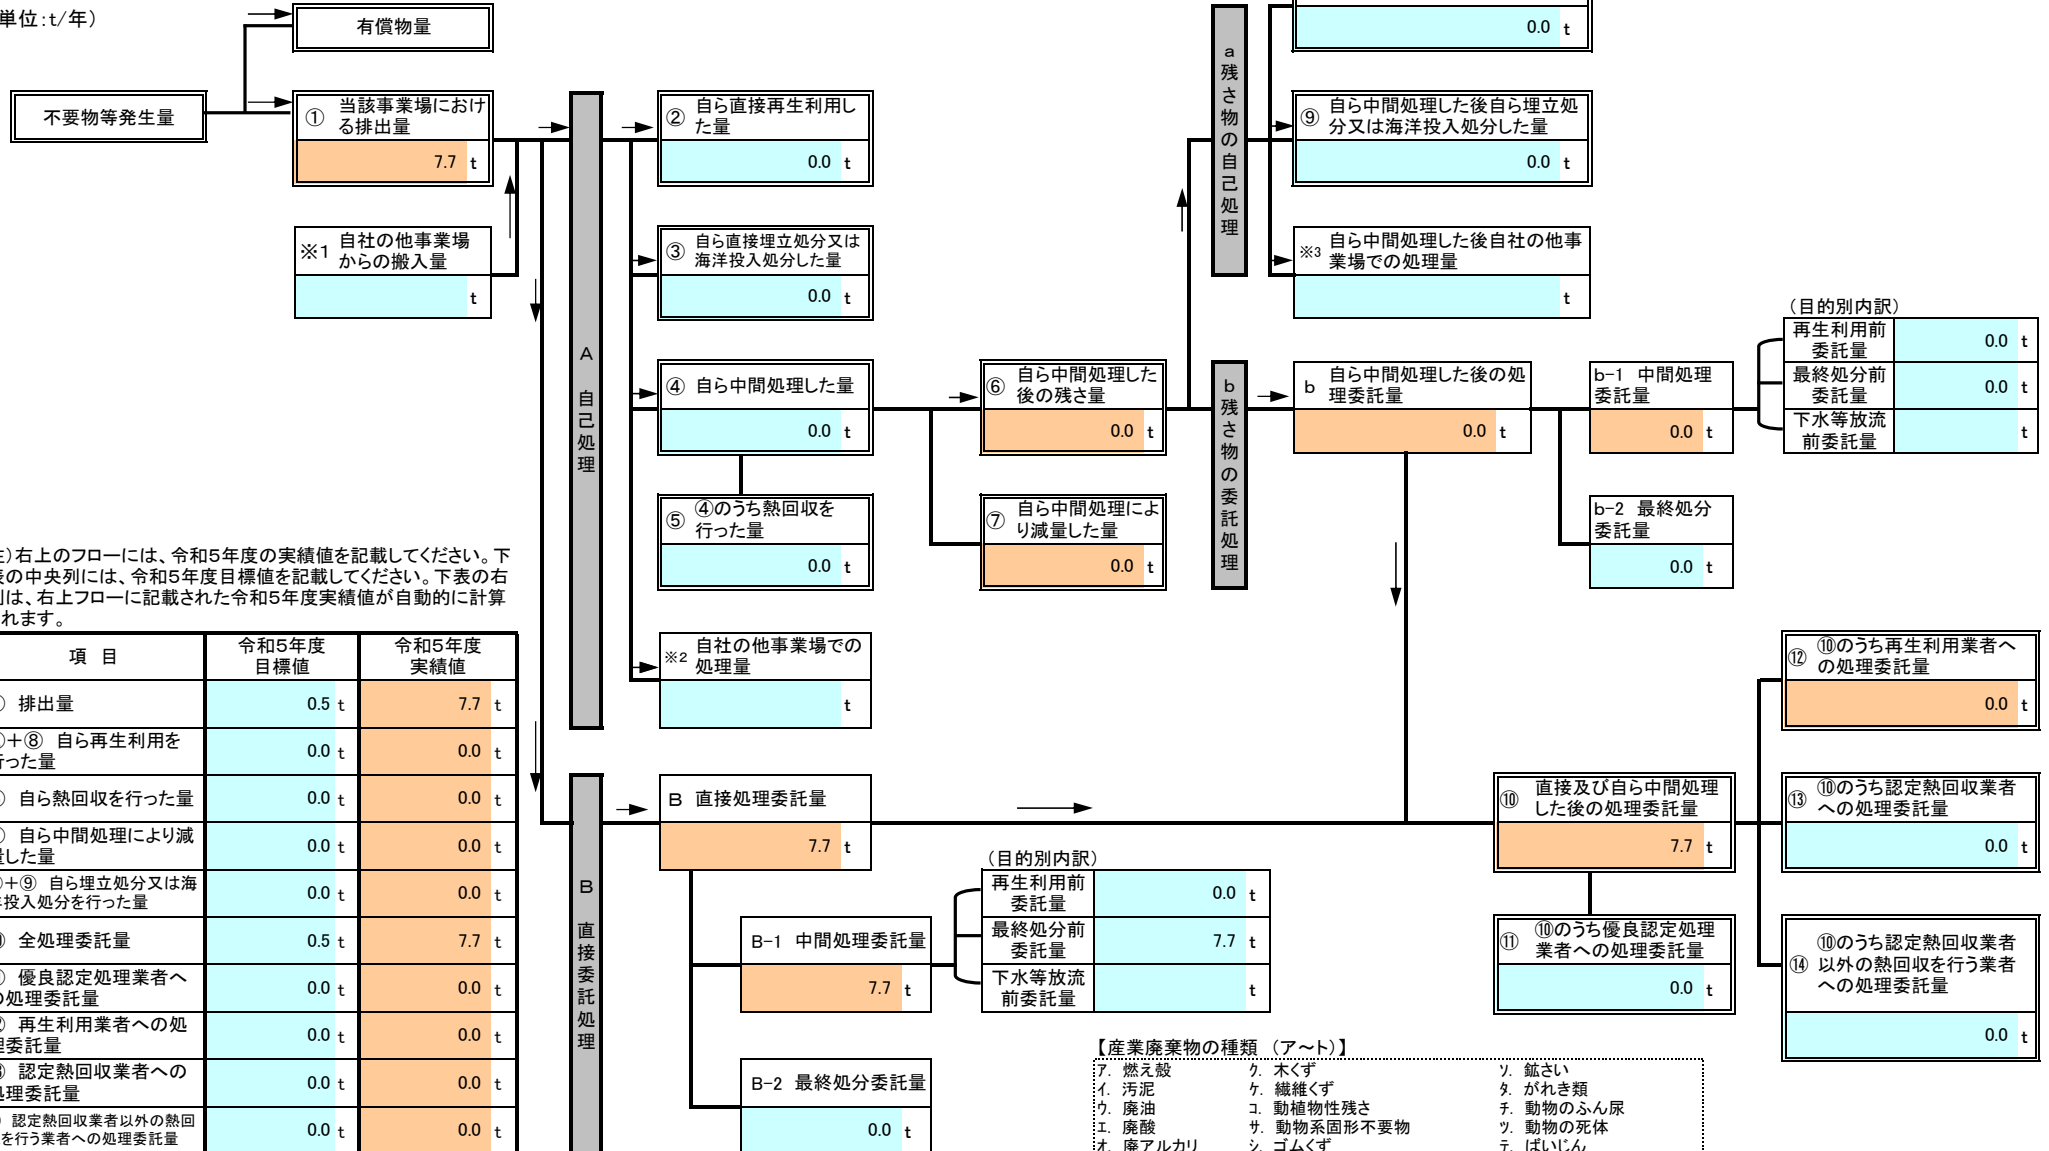 単位:t/年）
有償物量
不要物等発生量
① 当該事業場におけ
る排出量
7.7 t
※1 自社の他事業場
からの搬入量
t
A 自己処理
② 自ら直接再生利用し
た量
0.0 t
③ 自ら直接埋立処分又は
海洋投入処分した量
0.0 t
④ 自ら中間処理した量
0.0 t
⑤ ④のうち熱回収を
行った量
0.0 t
※2 自社の他事業場での
処理量
t
⑥ 自ら中間処理した
後の残さ量
0.0 t
⑦ 自ら中間処理によ
り減量した量
0.0 t
a 残さ物の自己処理
0.0 t
⑨ 自ら中間処理した後自ら埋立処
分又は海洋投入処分した量
0.0 t
※3 自ら中間処理した後自社の他事
業場での処理量
t
b 残さ物の委託処理
b 自ら中間処理した後の処
理委託量
0.0 t
b-1 中間処理
委託量
0.0 t
b-2 最終処分
委託量
0.0 t
（目的別内訳）
再生利用前
委託量
0.0 t
最終処分前
委託量
0.0 t
下水等放流
前委託量
t
）右上のフローには、令和5年度の実績値を記載してください。下
の中央列には、令和5年度目標値を記載してください。下表の右
は、右上フローに記載された令和5年度実績値が自動的に計算
れます。
項 目 令和5年度
目標値 令和5年度
実績値
排出量 0.5 t 7.7 t
＋⑧ 自ら再生利用を
った量 0.0 t 0.0 t
自ら熱回収を行った量 0.0 t 0.0 t
自ら中間処理により減
した量 0.0 t 0.0 t
＋⑨ 自ら埋立処分又は海
投入処分を行った量 0.0 t 0.0 t
全処理委託量 0.5 t 7.7 t
優良認定処理業者へ
の処理委託量 0.0 t 0.0 t
再生利用業者への処
理委託量 0.0 t 0.0 t
認定熱回収業者への
処理委託量 0.0 t 0.0 t
認定熱回収業者以外の熱回
を行う業者への処理委託量 0.0 t 0.0 t
B 直接委託処理
B 直接処理委託量
7.7 t
B-1 中間処理委託量
7.7 t
B-2 最終処分委託量
0.0 t
（目的別内訳）
再生利用前
委託量
0.0 t
最終処分前
委託量
7.7 t
下水等放流
前委託量
t
⑩ 直接及び自ら中間処理
した後の処理委託量
7.7 t
⑪ ⑩のうち優良認定処理
業者への処理委託量
0.0 t
⑫ ⑩のうち再生利用業者へ
の処理委託量
0.0 t
⑬ ⑩のうち認定熱回収業者
への処理委託量
0.0 t
⑭ ⑩のうち認定熱回収業者
以外の熱回収を行う業者
への処理委託量
0.0 t
【産業廃棄物の種類 （ア～ト）】
ア. 燃え殻 ク. 木くず ソ. 鉱さい
イ. 汚泥 ケ. 繊維くず タ. がれき類
ウ. 廃油 コ. 動植物性残さ チ. 動物のふん尿
エ. 廃酸 サ. 動物系固形不要物 ツ. 動物の死体
オ. 廃アルカリ シ. ゴムくず テ. ばいじん